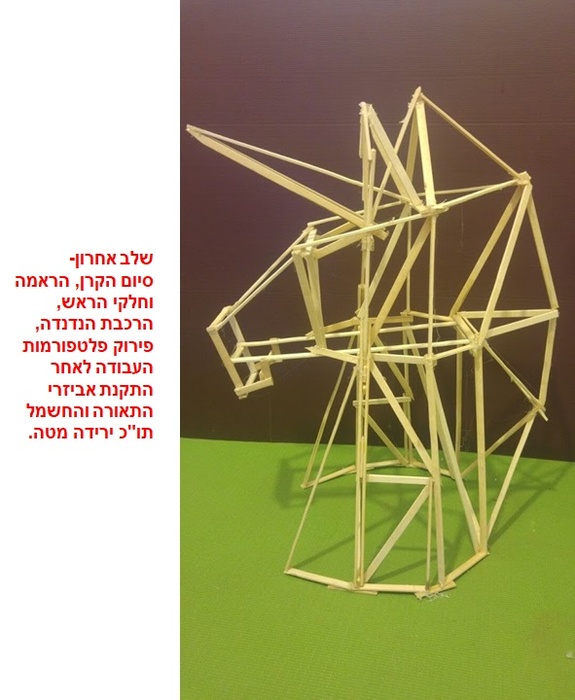 שלב אחרון-
סיום הקרן, הראמה
וחלקי הראש,
הרכבת הנדנדה,
פירוק פלטפורמות
העבודה לאחר
התקנת אביזרי
התאורה והחשמל
תו"כ ירידה מטה.